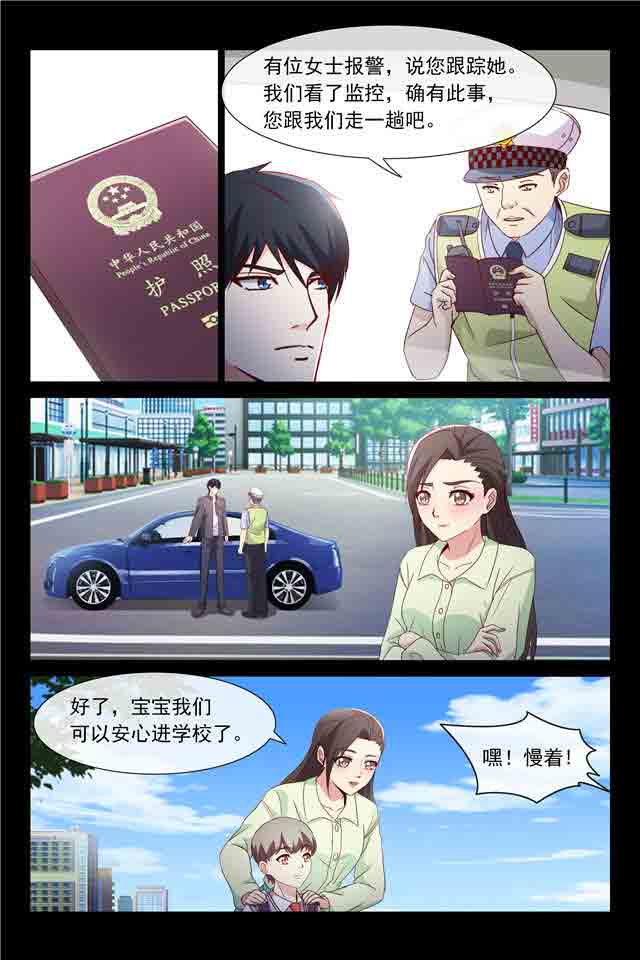 有位女士报警，说您跟踪她。
我们看了监控，确有此事，
您跟我们走一趟吧。
中华人民共和国
People's Republic of China
护照
PASSPOR
好了，宝宝我们
可以安心进学校了。
嘿！慢着！